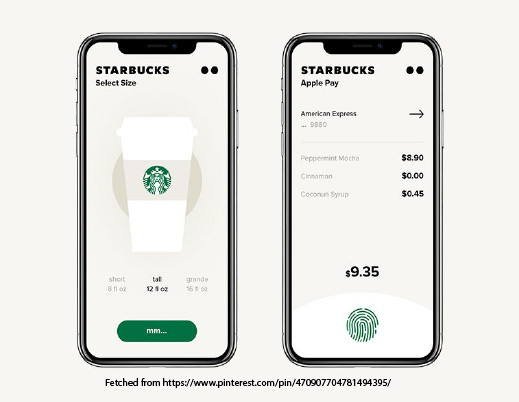 STARBUCKS
Select Size
short
8 fl oz
tall
12 fl oz
grande
16 fl oz
mm...
STARBUCKS
Apple Pay
American Express
... 9880
Peppermint Mocha $8.90
Cinnamon $0.00
Coconut Syrup $0.45
$9.35
Fetched from https://www.pinterest.com/pin/470907704781494395/